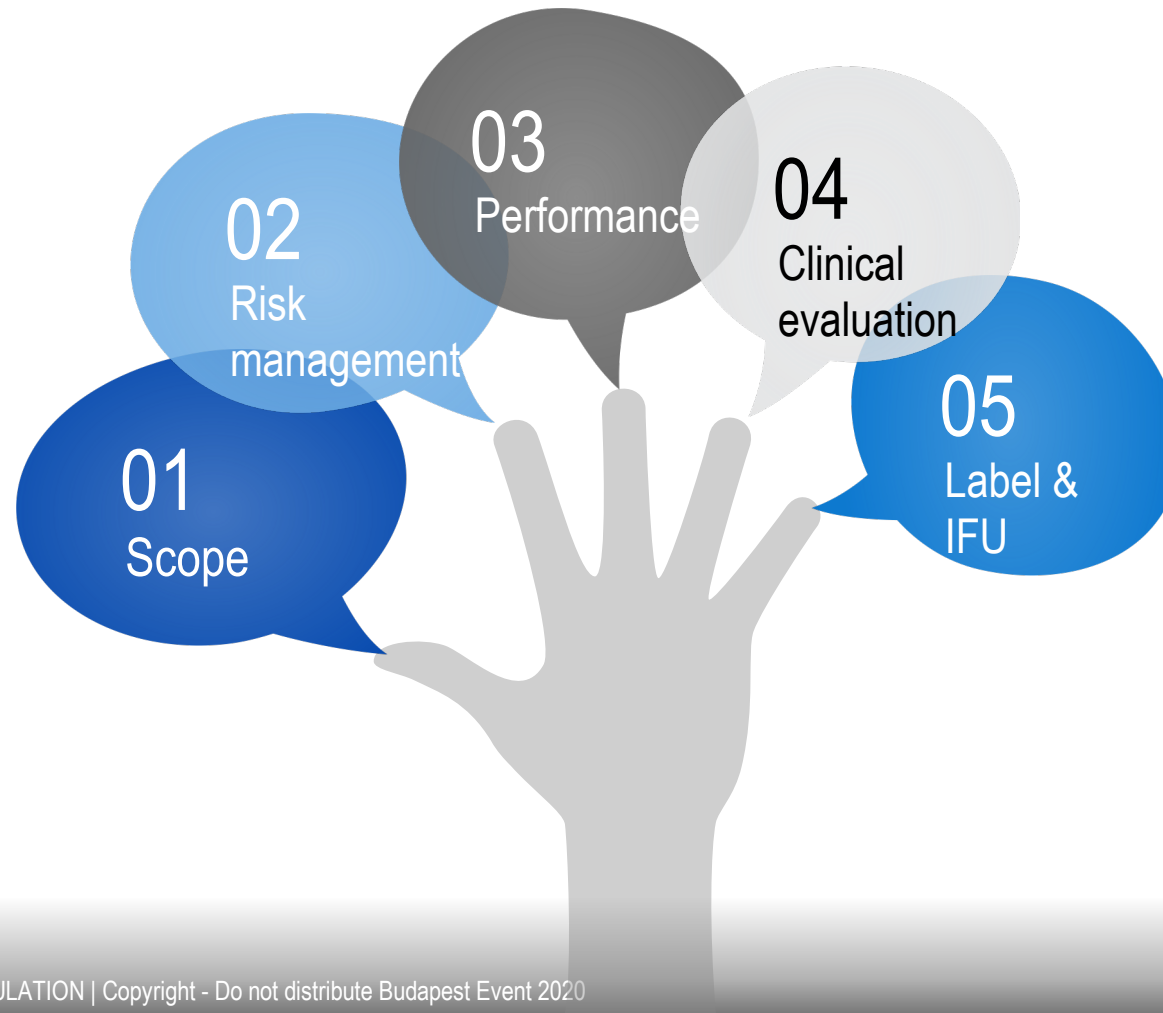 01
Scope
02
Risk
management
03
Performance
04
Clinical
evaluation
05
Label &
IFU
ULATION | Copyright - Do not distribute Budapest Event 2020